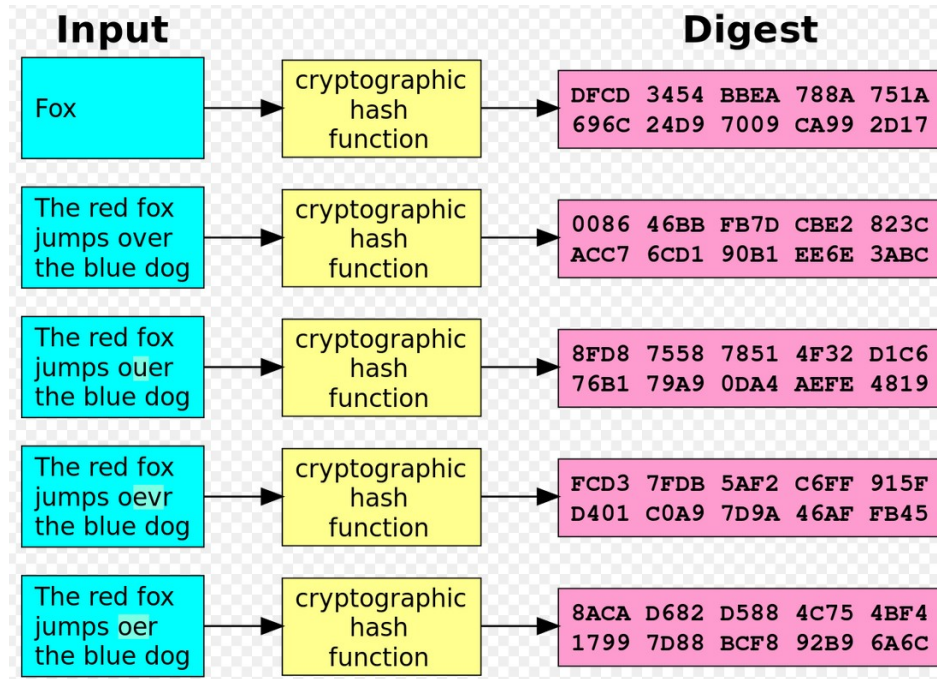 Input
Digest
Fox
cryptographic
hash
function
DFCD 3454 BBEA 788A 751A
696C 24D9 7009 CA99 2D17
The red fox
jumps over
the blue dog
cryptographic
hash
function
0086 46BB FB7D CBE2 823C
ACC7 6CD1 90B1 EE6E 3ABC
The red fox
jumps ouer
the blue dog
cryptographic
hash
function
8FD8 7558 7851 4F32 D1C6
76B1 79A9 0DA4 AEFE 4819
The red fox
jumps oevr
the blue dog
cryptographic
hash
function
FCD3 7FDB 5AF2 C6FF 915F
D401 C0A9 7D9A 46AF FB45
The red fox
jumps oer
the blue dog
cryptographic
hash
function
8ACA D682 D588 4C75 4BF4
1799 7D88 BCF8 92B9 6A6C